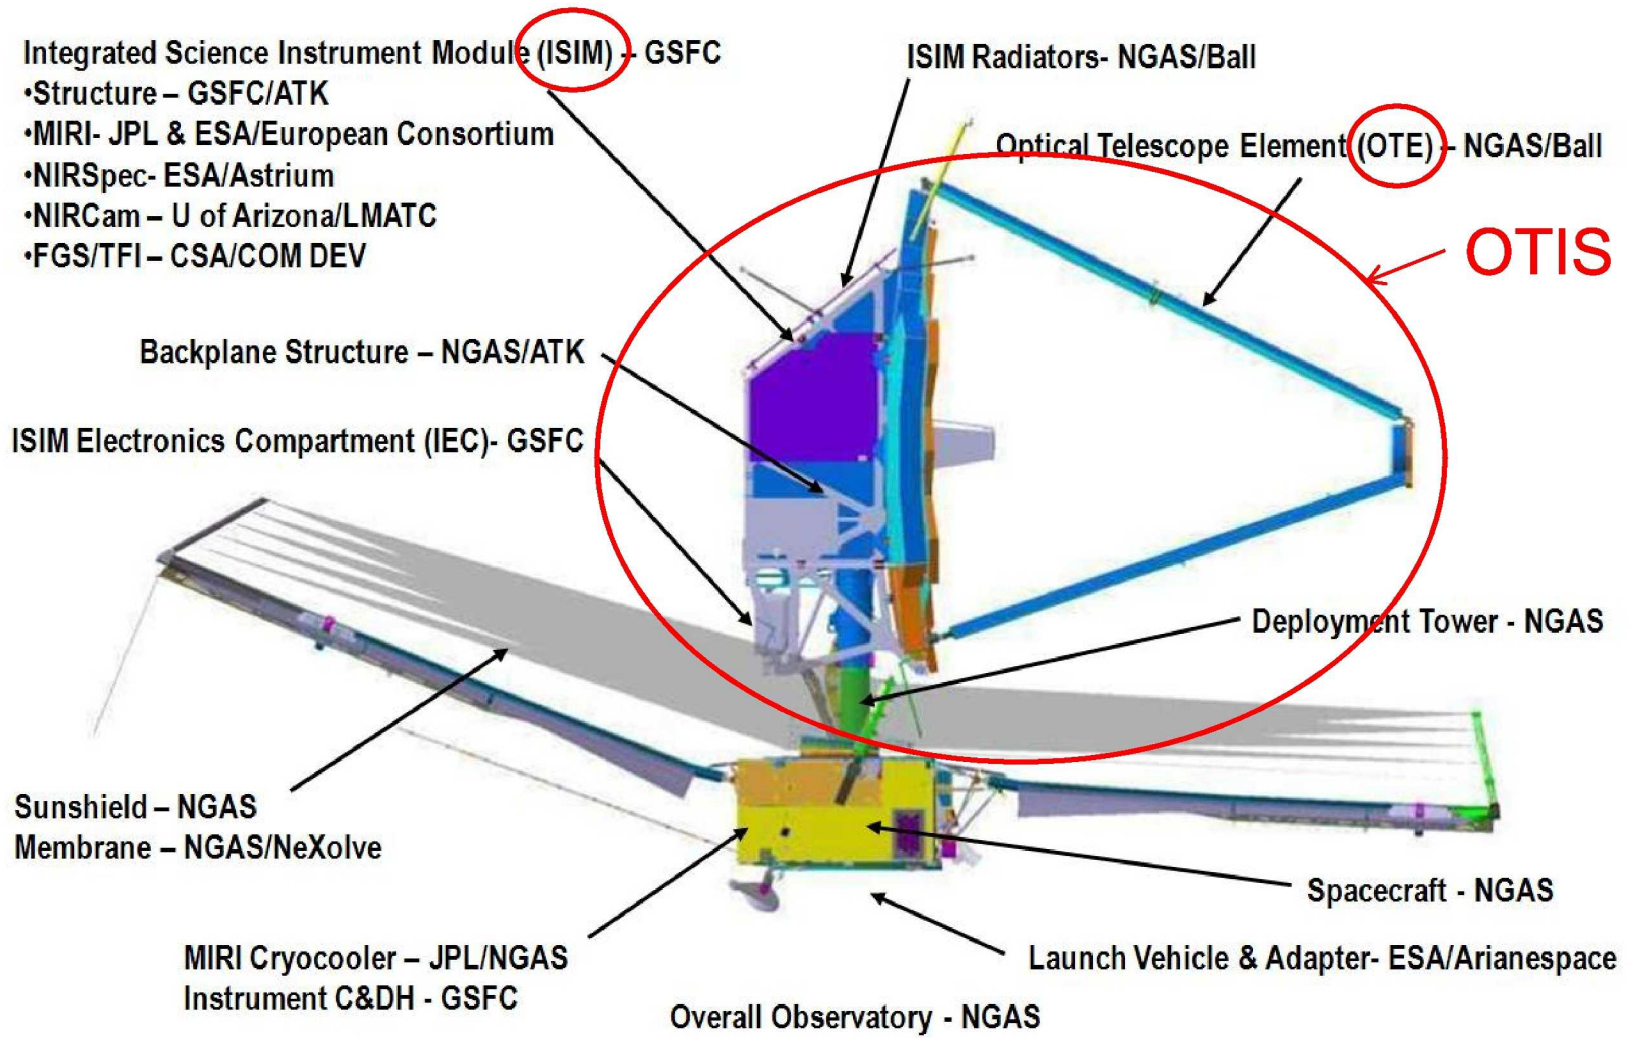 Integrated Science Instrument Module (ISIM) – GSFC
•Structure – GSFC/ATK
•MIRI- JPL & ESA/European Consortium
•NIRSpec- ESA/Astrium
•NIRCam – U of Arizona/LMATC
•FGS/TFI – CSA/COM DEV
ISIM Radiators- NGAS/Ball
Optical Telescope Element (OTE) – NGAS/Ball
OTIS
Backplane Structure – NGAS/ATK
ISIM Electronics Compartment (IEC)- GSFC
Deployment Tower - NGAS
Sunshield – NGAS
Membrane – NGAS/NeXolve
Spacecraft - NGAS
MIRI Cryocooler – JPL/NGAS
Instrument C&DH - GSFC
Launch Vehicle & Adapter- ESA/Arianespace
Overall Observatory - NGAS